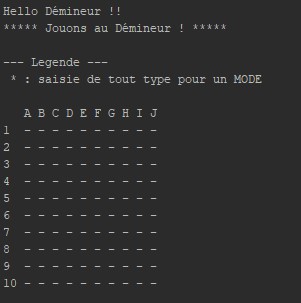 Hello Démineur !!
***** Jouons au Démineur ! *****
--- Legende ---
* : saisie de tout type pour un MODE
A B C D E F G H I J
1 - - - - - - - - - -
2 - - - - - - - - - -
3 - - - - - - - - - -
4 - - - - - - - - - -
5 - - - - - - - - - -
6 - - - - - - - - - -
7 - - - - - - - - - -
8 - - - - - - - - - -
9 - - - - - - - - - -
10 - - - - - - - - - -